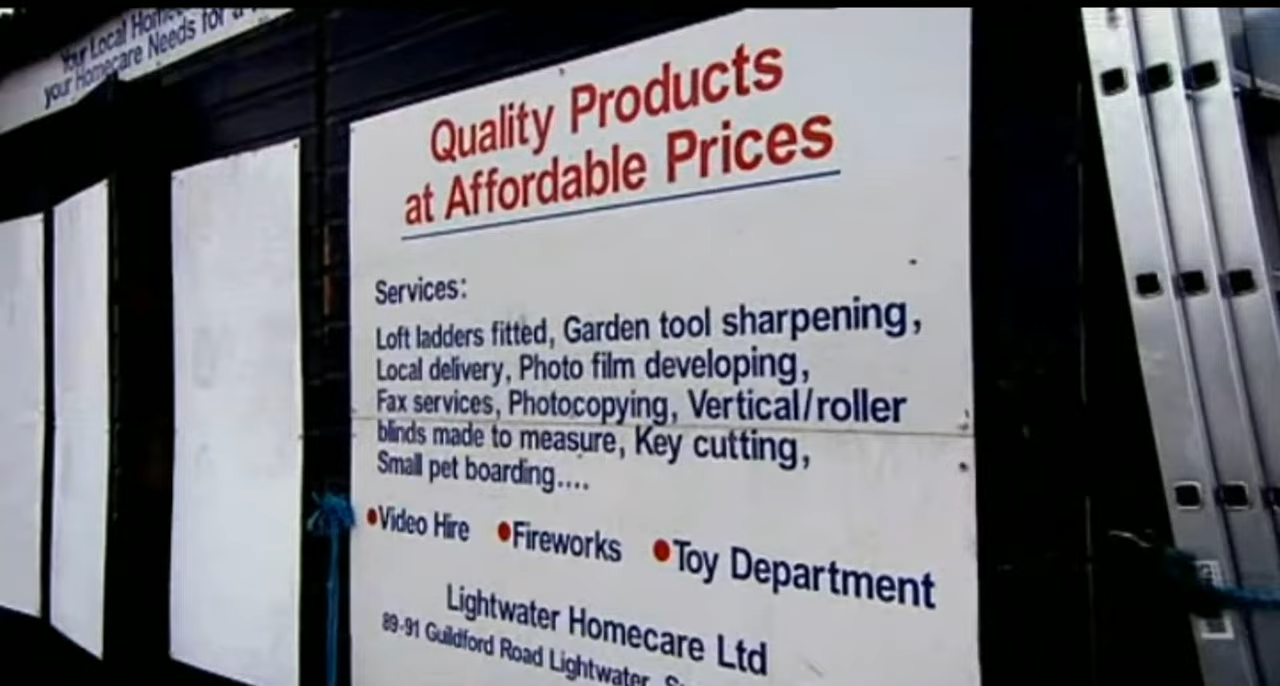 Your Local Home
your Homecare Needs for a
Quality Products
at Affordable Prices
Services:
Loft ladders fitted, Garden tool sharpening,
Local delivery, Photo film developing,
Fax services, Photocopying, Vertical/roller
blinds made to measure, Key cutting,
Small pet boarding....
•Video Hire •Fireworks •Toy Department
Lightwater Homecare Ltd
89-91 Guildford Road Lightwater,